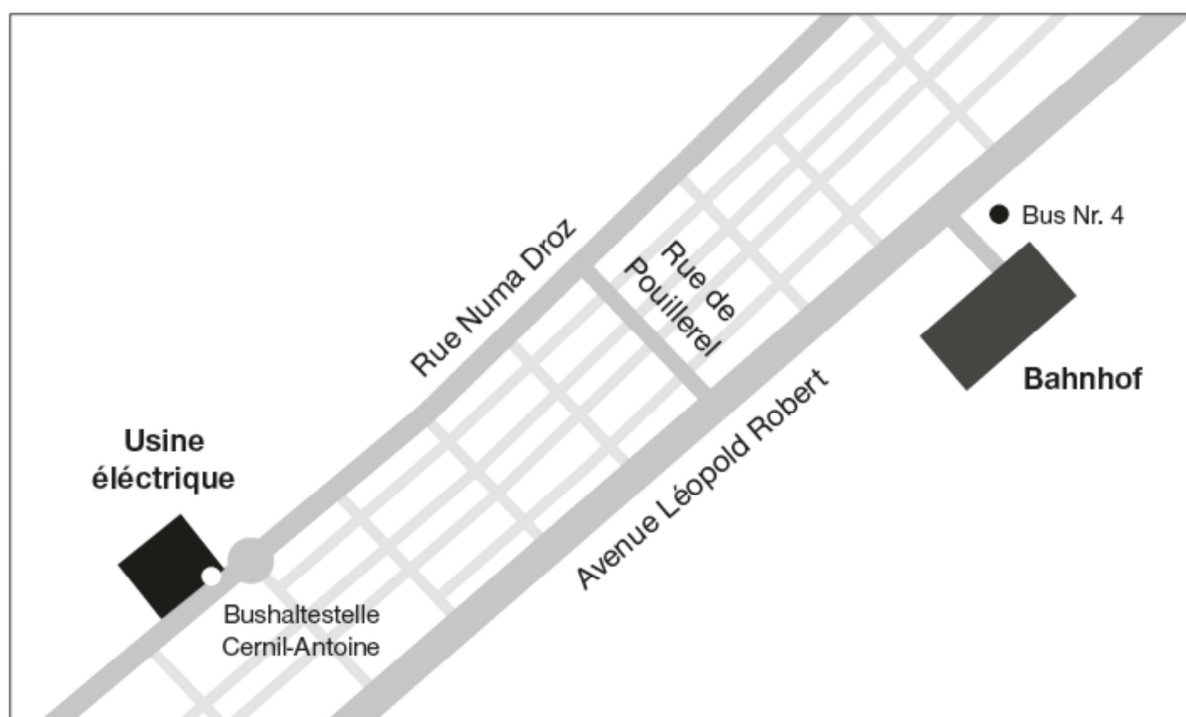 Bus Nr. 4
Rue Numa Droz
Rue de
Pouillerel
Bahnhof
Avenue Léopold Robert
Usine
éléctrique
Bushaltestelle
Cernil-Antoine